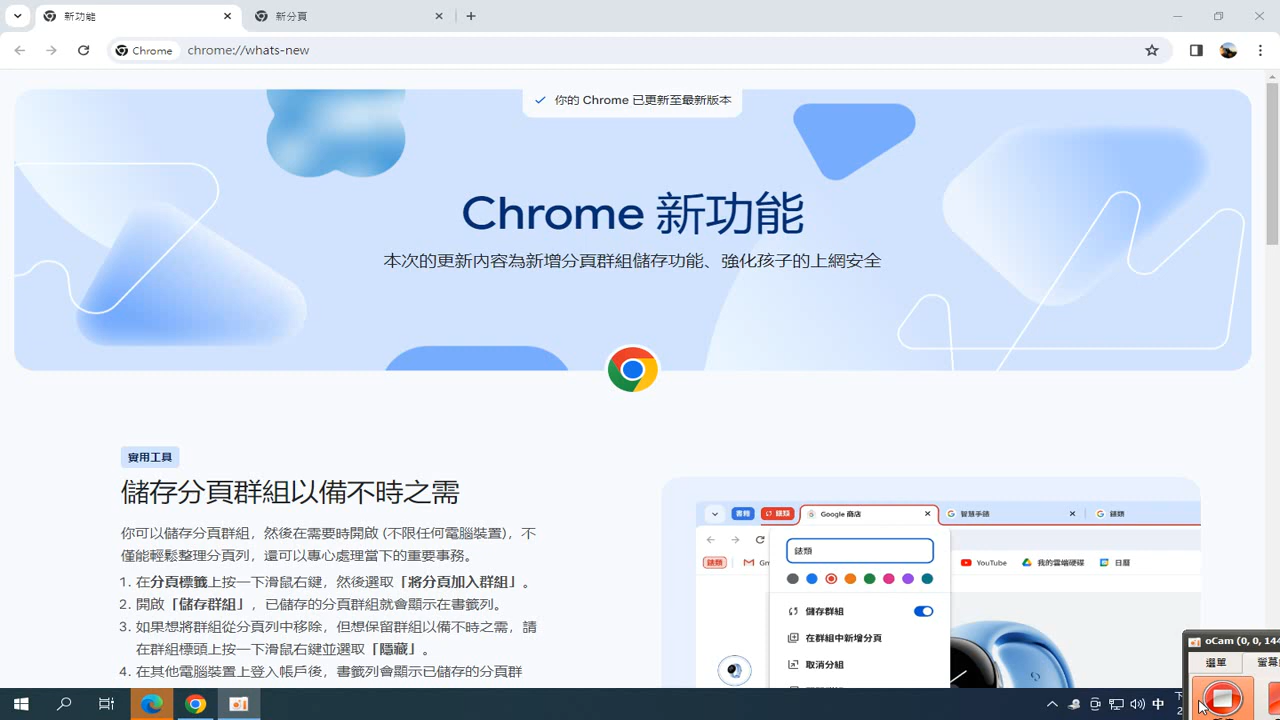 新功能
新分頁
Chrome
chrome://whats-new
你的 Chrome 已更新至最新版本
Chrome 新功能
本次的更新內容為新增分頁群組儲存功能、強化孩子的上網安全
實用工具
儲存分頁群組以備不時之需
你可以儲存分頁群組，然後在需要時開啟 (不限任何電腦裝置)，不
僅能輕鬆整理分頁列，還可以專心處理當下的重要事務。
1. 在分頁標籤上按一下滑鼠右鍵，然後選取「將分頁加入群組」。
2. 開啟「儲存群組」，已儲存的分頁群組就會顯示在書籤列。
3. 如果想將群組從分頁列中移除，但想保留群組以備不時之需，請
在群組標頭上按一下滑鼠右鍵並選取「隱藏」。
4. 在其他電腦裝置上登入帳戶後，書籤列會顯示已儲存的分頁群
書程
錶類
Google 商店
智慧手錶
錶類
錶類
YouTube
我的雲端硬碟
日曆
錶類
儲存群組
在群組中新增分頁
取消分組
oCam (0, 0, 144
選單
中